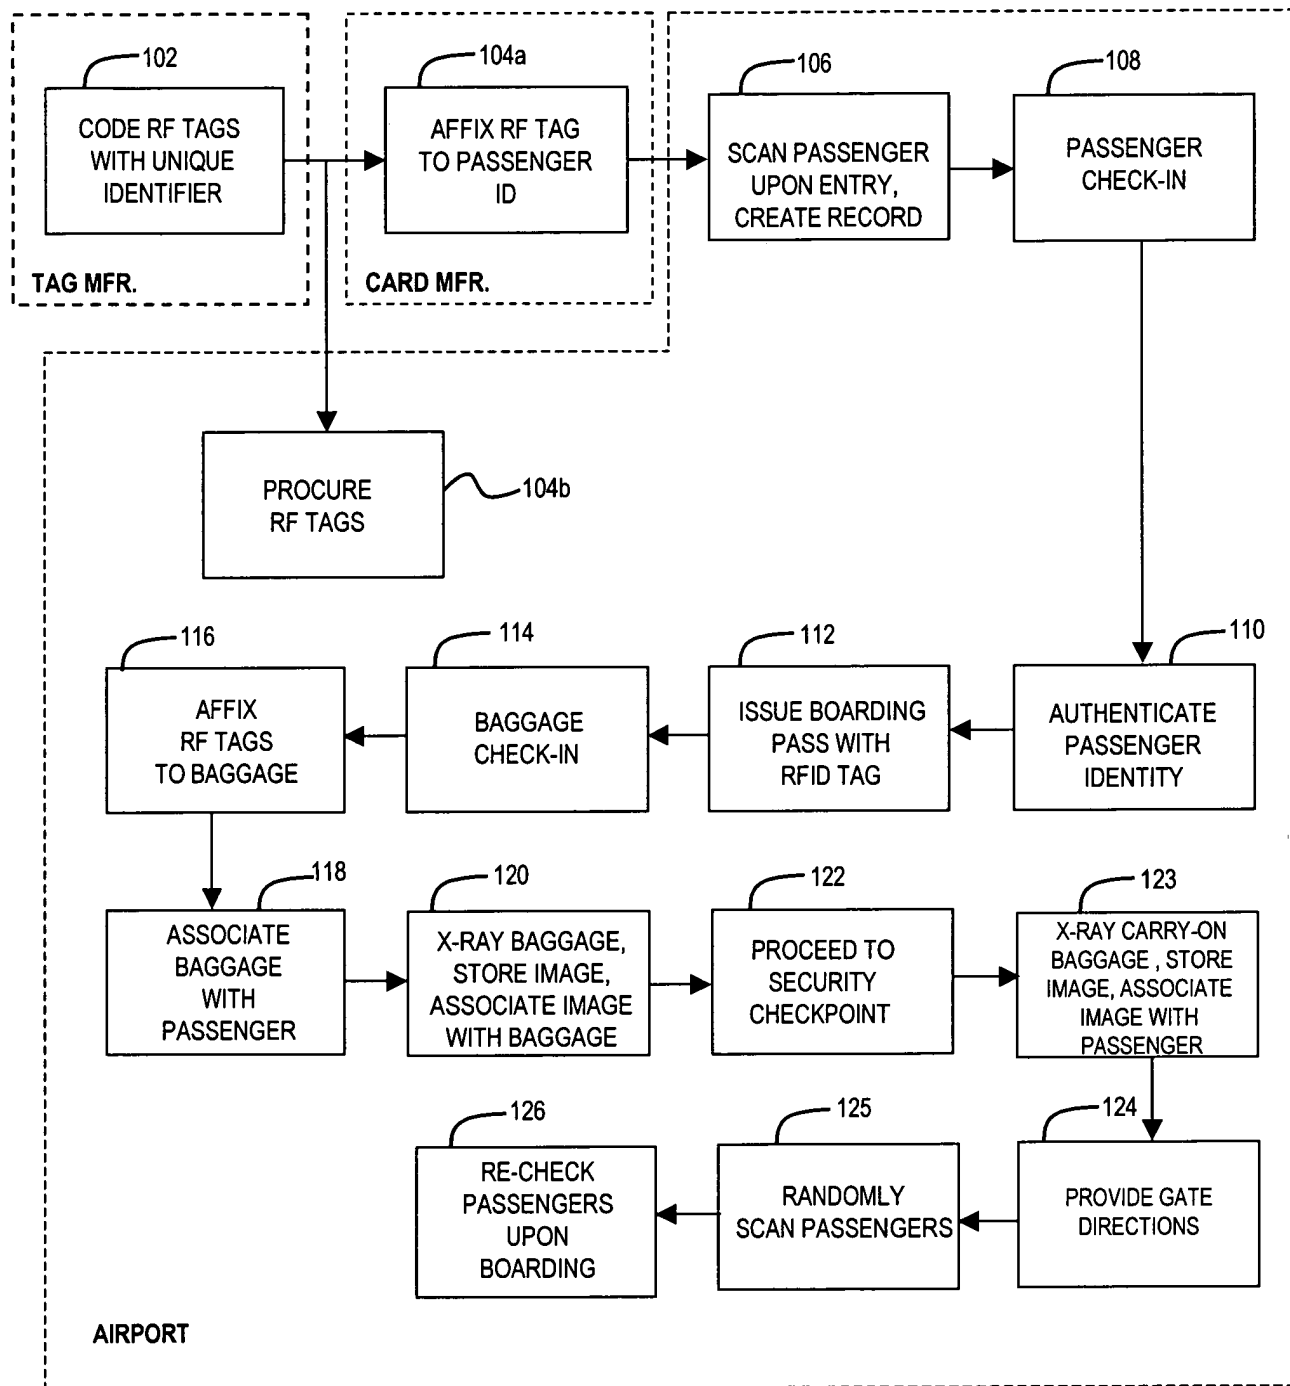 102
CODE RF TAGS
WITH UNIQUE
IDENTIFIER
TAG MFR.
104a
AFFIX RF TAG
TO PASSENGER
ID
CARD MFR.
106
SCAN PASSENGER
UPON ENTRY,
CREATE RECORD
108
PASSENGER
CHECK-IN
PROCURE
RF TAGS
104b
110
AUTHENTICATE
PASSENGER
IDENTITY
112
ISSUE BOARDING
PASS WITH
RFID TAG
114
BAGGAGE
CHECK-IN
116
AFFIX
RF TAGS
TO BAGGAGE
118
ASSOCIATE
BAGGAGE
WITH
PASSENGER
120
X-RAY BAGGAGE,
STORE IMAGE,
ASSOCIATE IMAGE
WITH BAGGAGE
122
PROCEED TO
SECURITY
CHECKPOINT
123
X-RAY CARRY-ON
BAGGAGE , STORE
IMAGE, ASSOCIATE
IMAGE WITH
PASSENGER
124
PROVIDE GATE
DIRECTIONS
125
RANDOMLY
SCAN PASSENGERS
126
RE-CHECK
PASSENGERS
UPON
BOARDING
AIRPORT